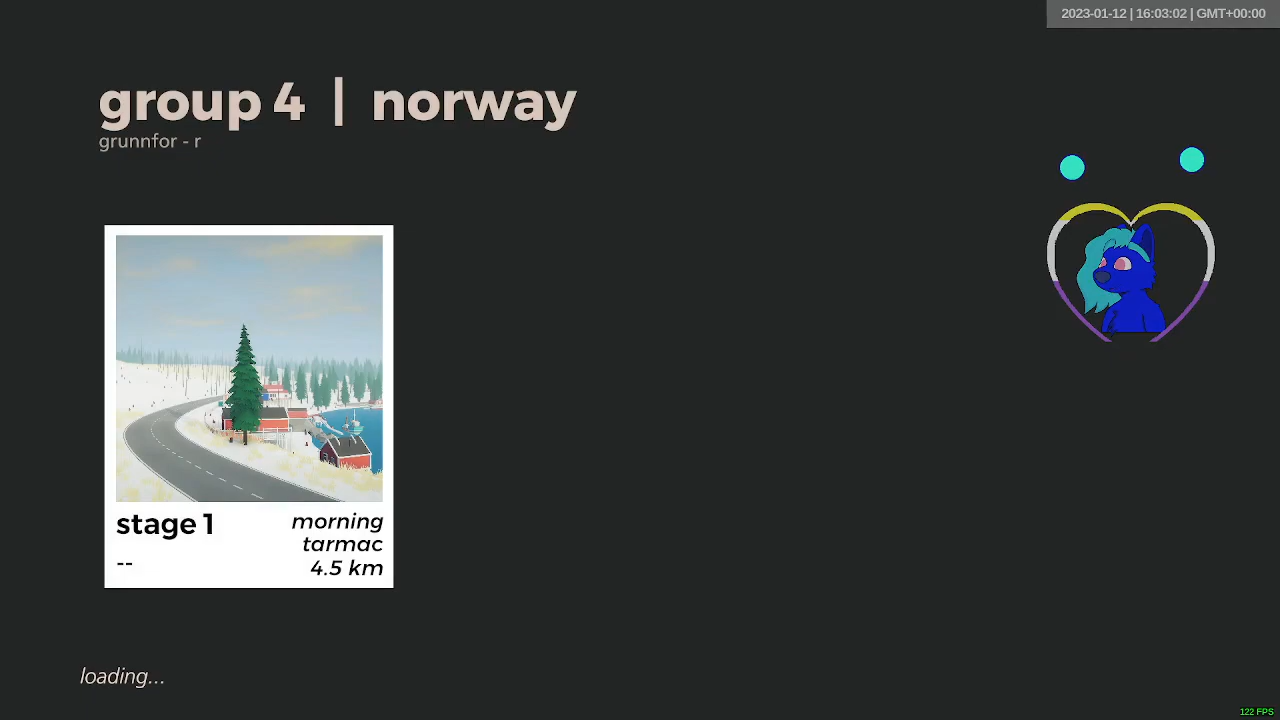 2023-01-12 | 16:03:02 | GMT+00:00
group 4 | norway
grunnfor - r
stage 1
--
morning
tarmac
4.5 km
loading...
122 FPS